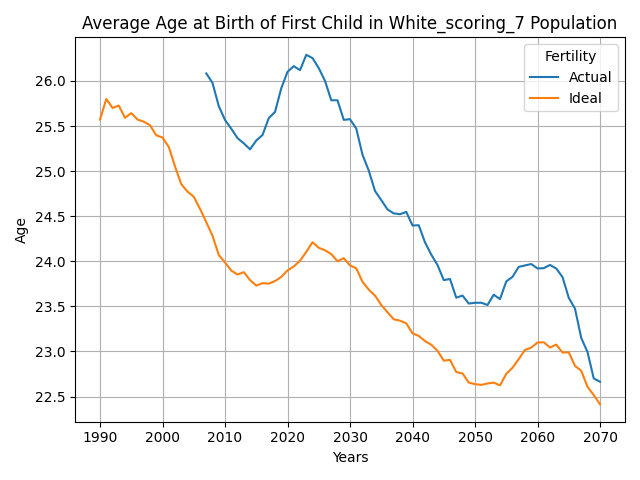 Average Age at Birth of First Child in White_scoring_7 Population
Fertility
Actual
Ideal
Age
26.0
25.5
25.0
24.5
24.0
23.5
23.0
22.5
1990 2000 2010 2020 2030 2040 2050 2060 2070
Years